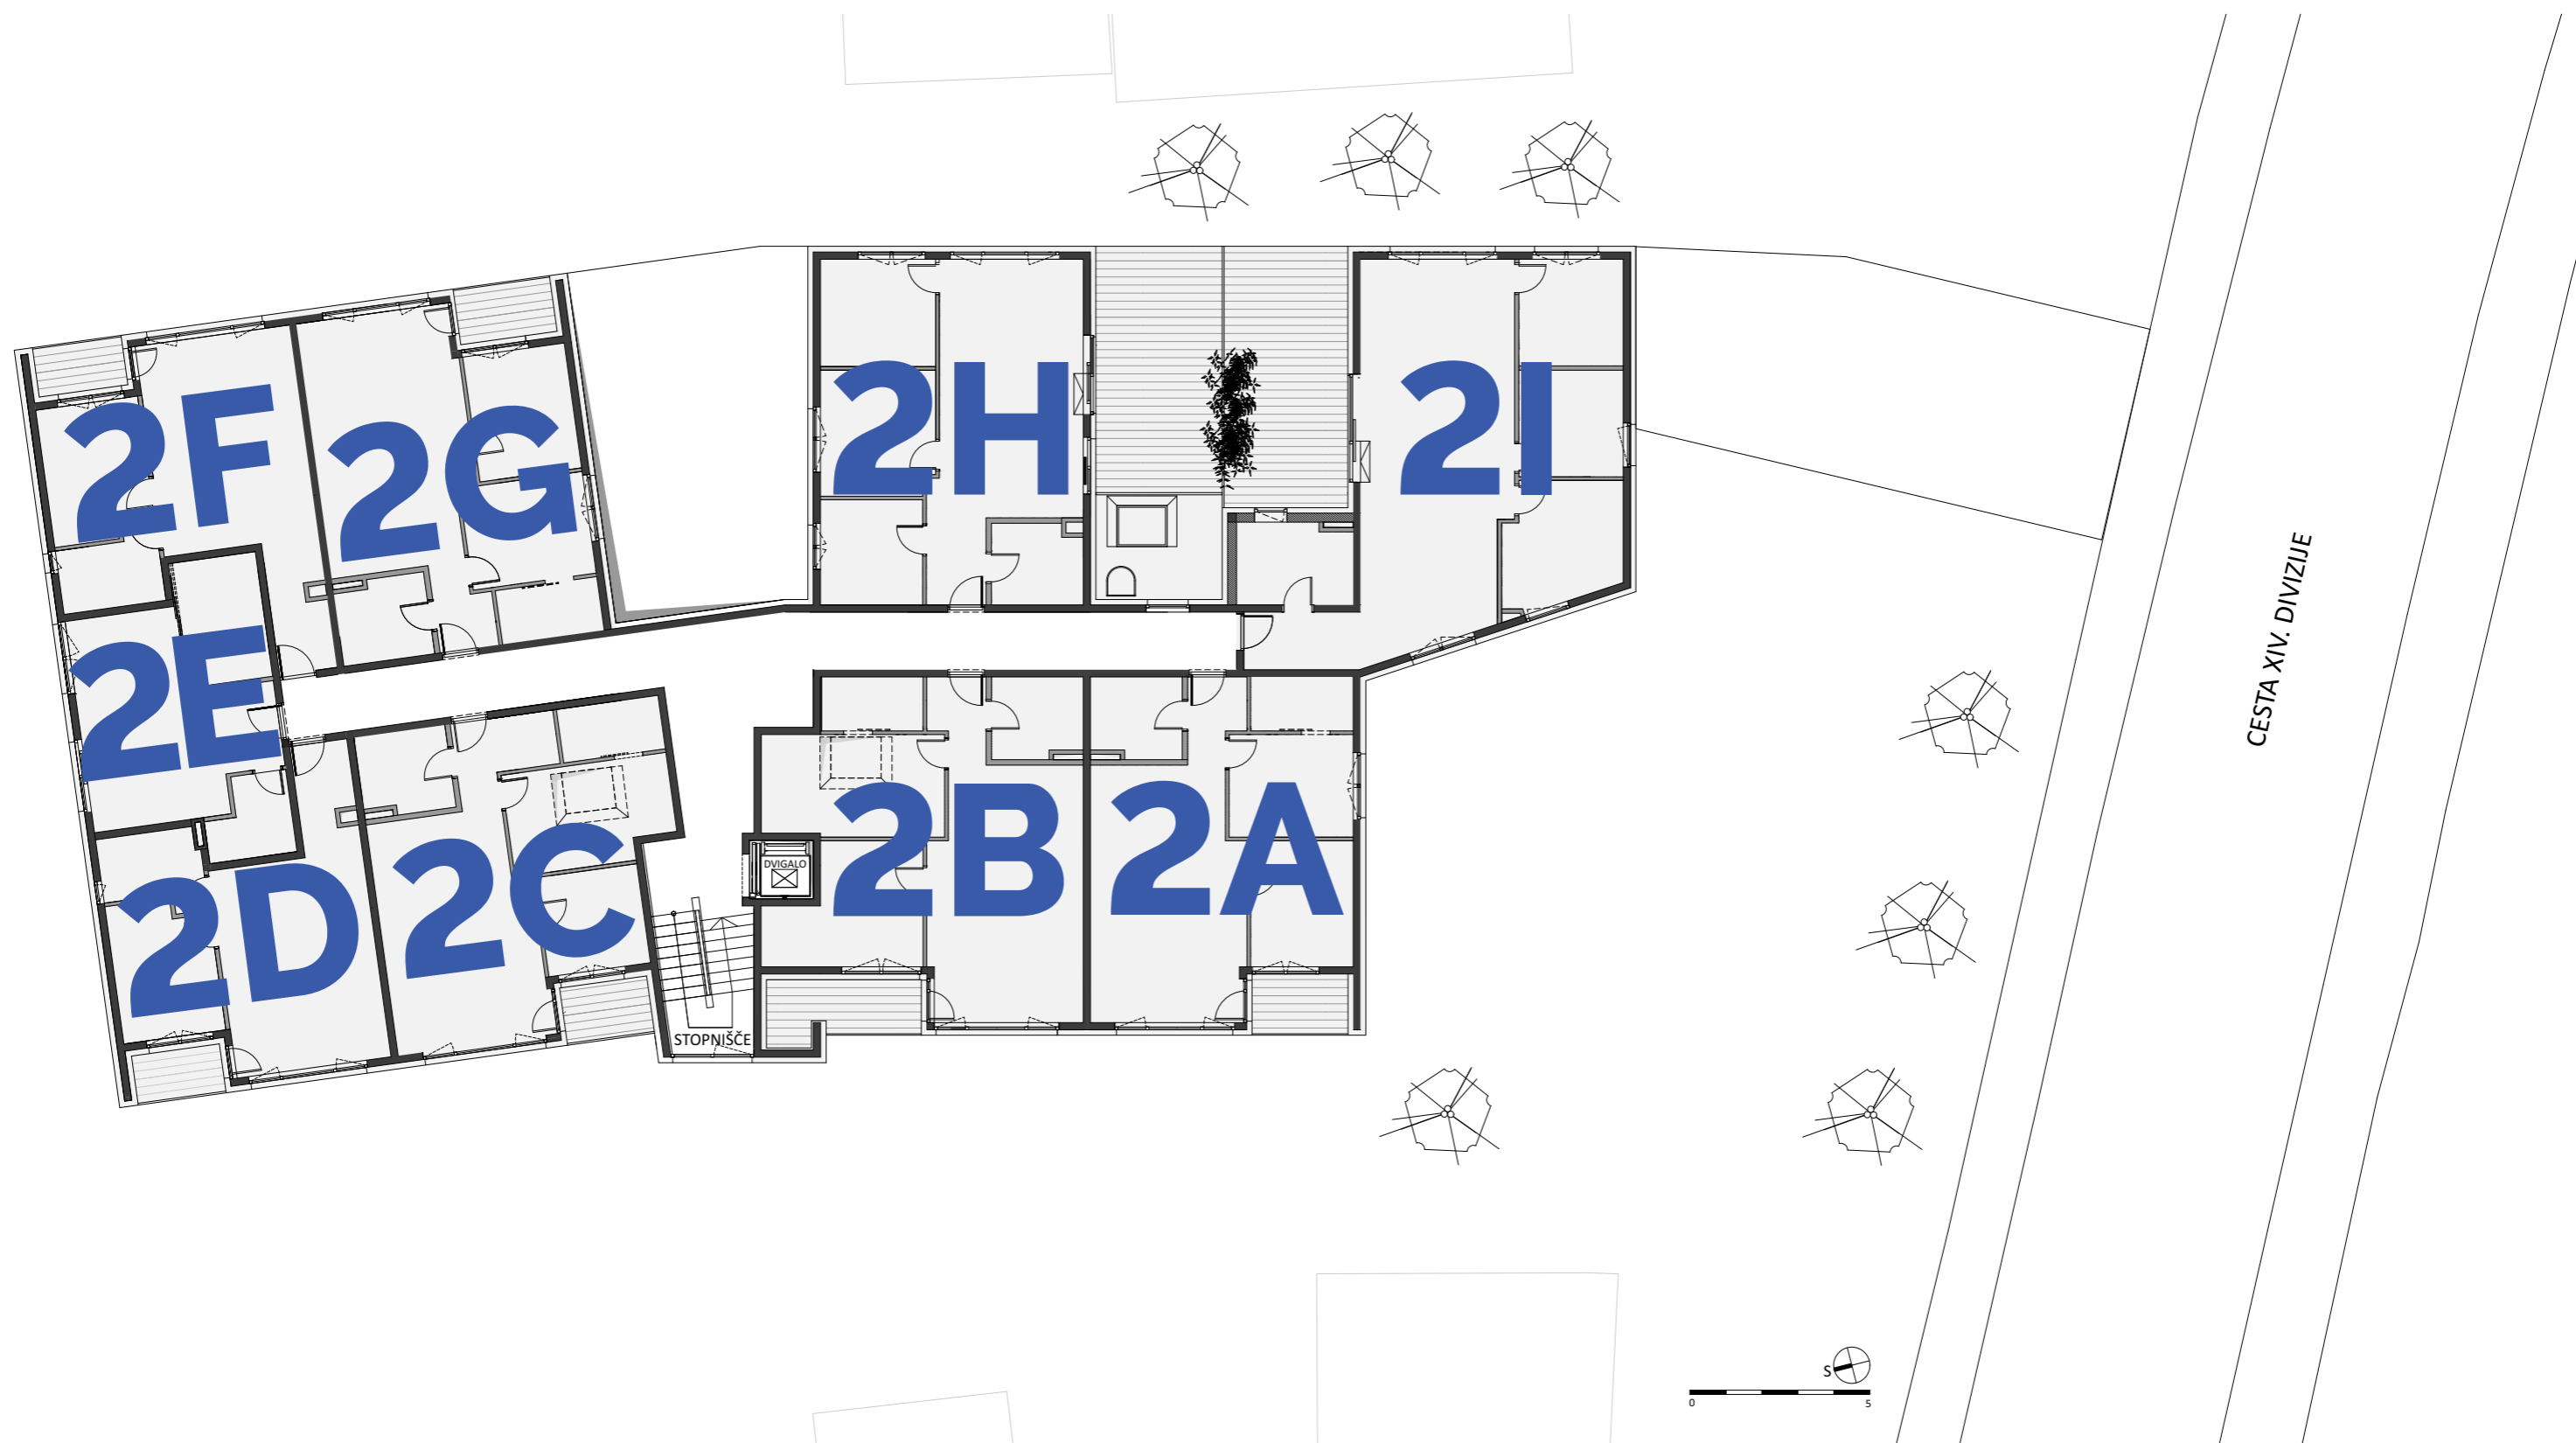 2H
2I
2F
2G
CESTA XIV. DIVIZIJE
2E
2B
2A
DVIGALO
2D
2C
STOPNIŠČE
S
0 5